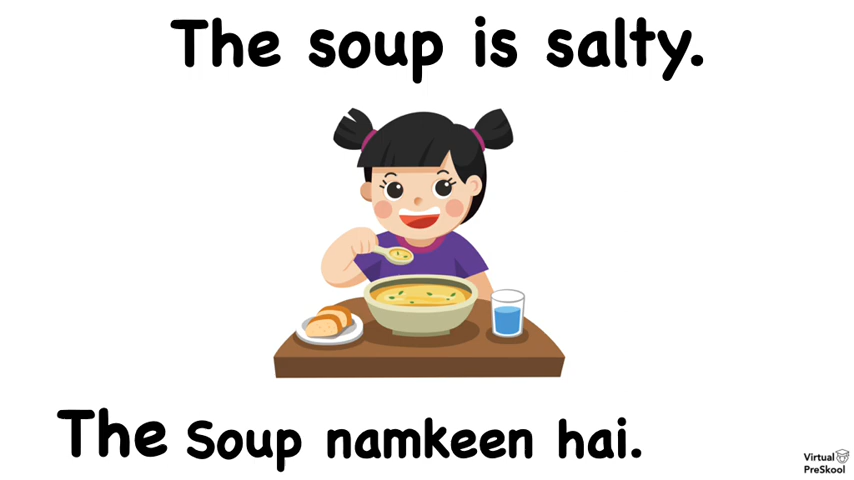 The soup is salty.
The Soup namkeen hai.
Virtual
PreSkool